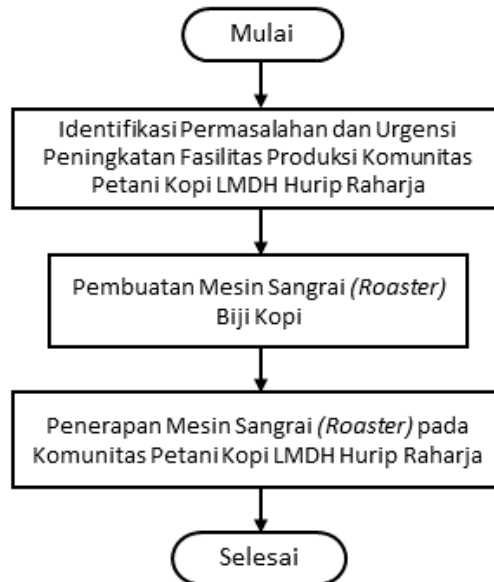 Mulai
Identifikasi Permasalahan dan Urgensi
Peningkatan Fasilitas Produksi Komunitas
Petani Kopi LMDH Hurip Raharja
Pembuatan Mesin Sangrai (Roaster)
Biji Kopi
Penerapan Mesin Sangrai (Roaster) pada
Komunitas Petani Kopi LMDH Hurip Raharja
Selesai